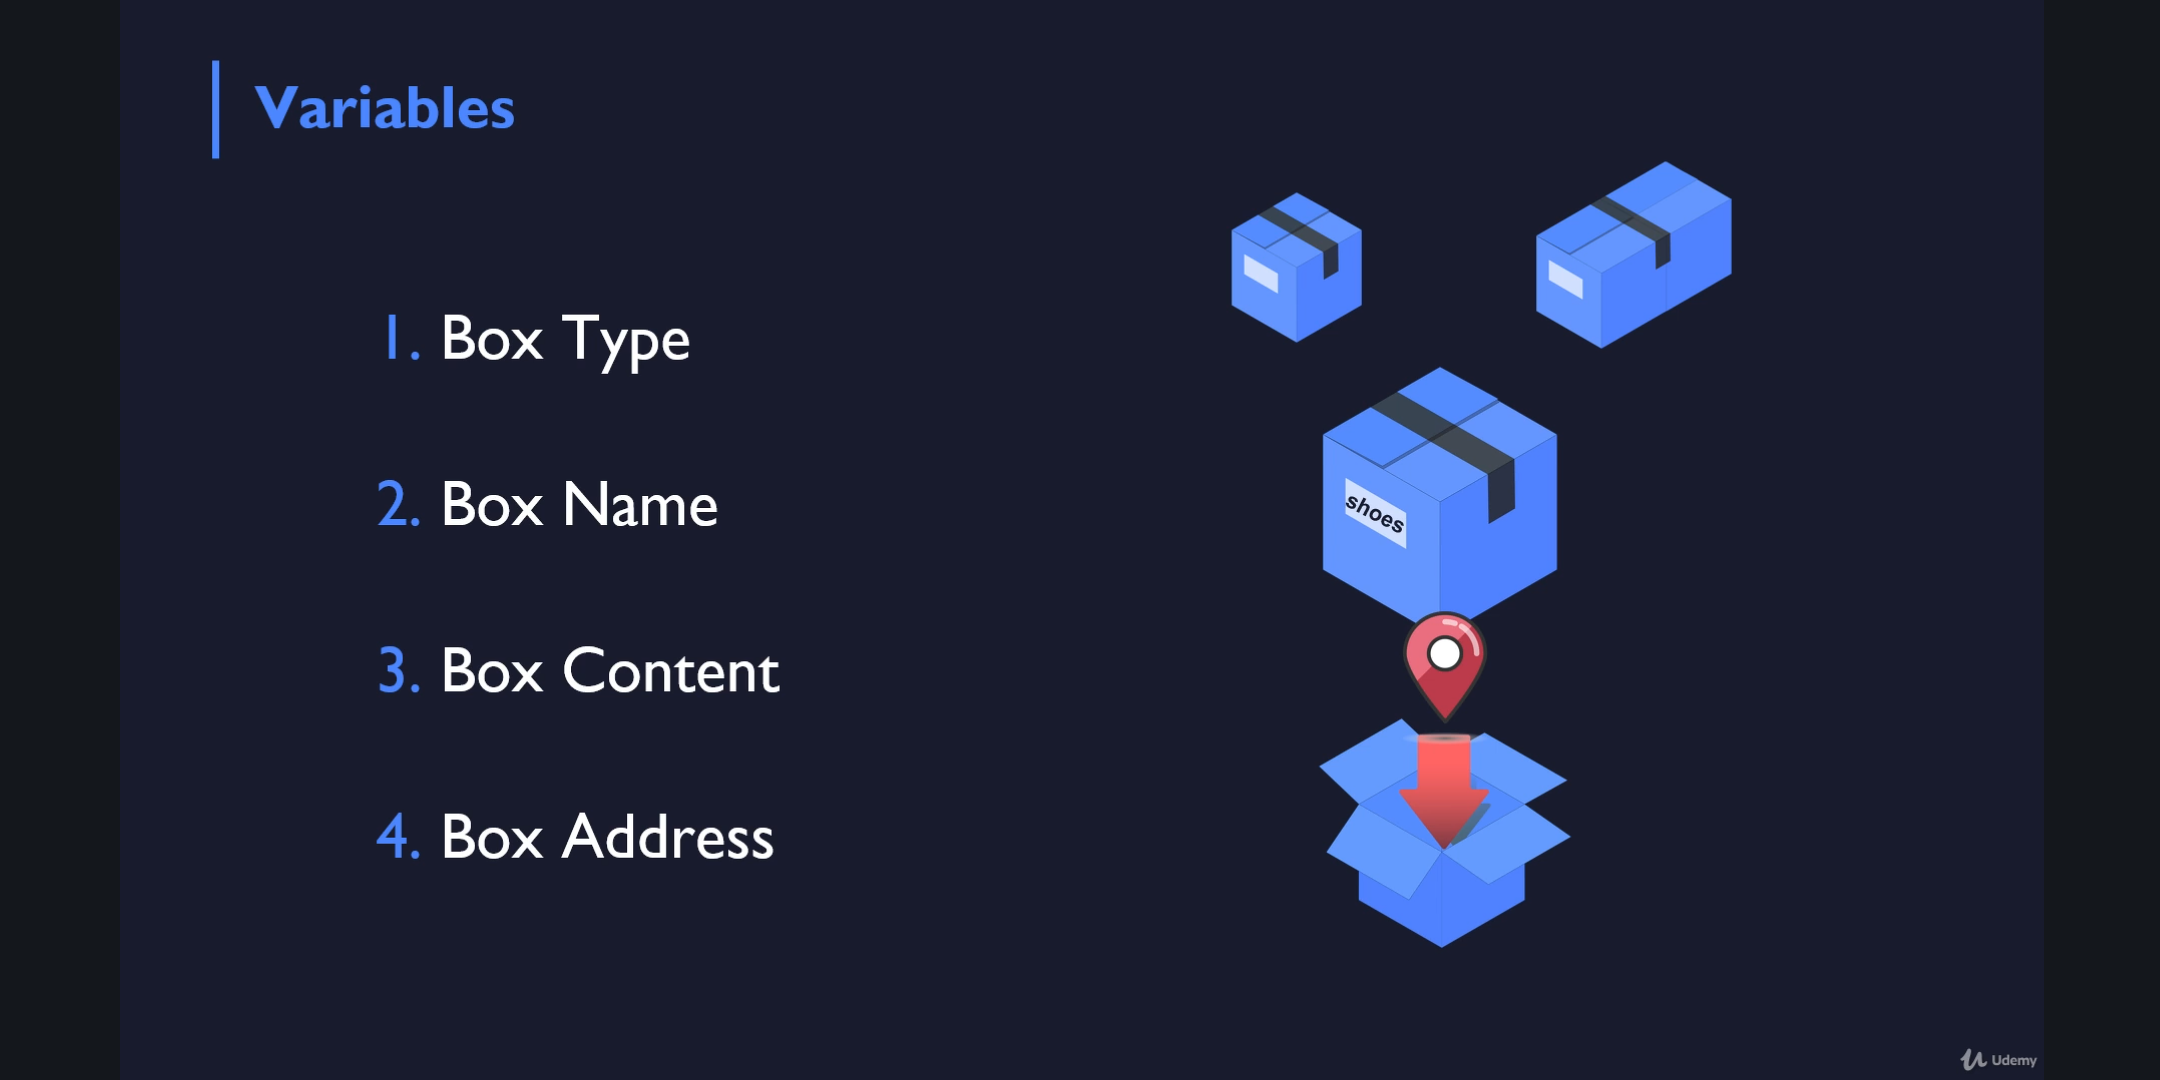 Variables
1. Box Type
2. Box Name
shoes
3. Box Content
4. Box Address
Udemy